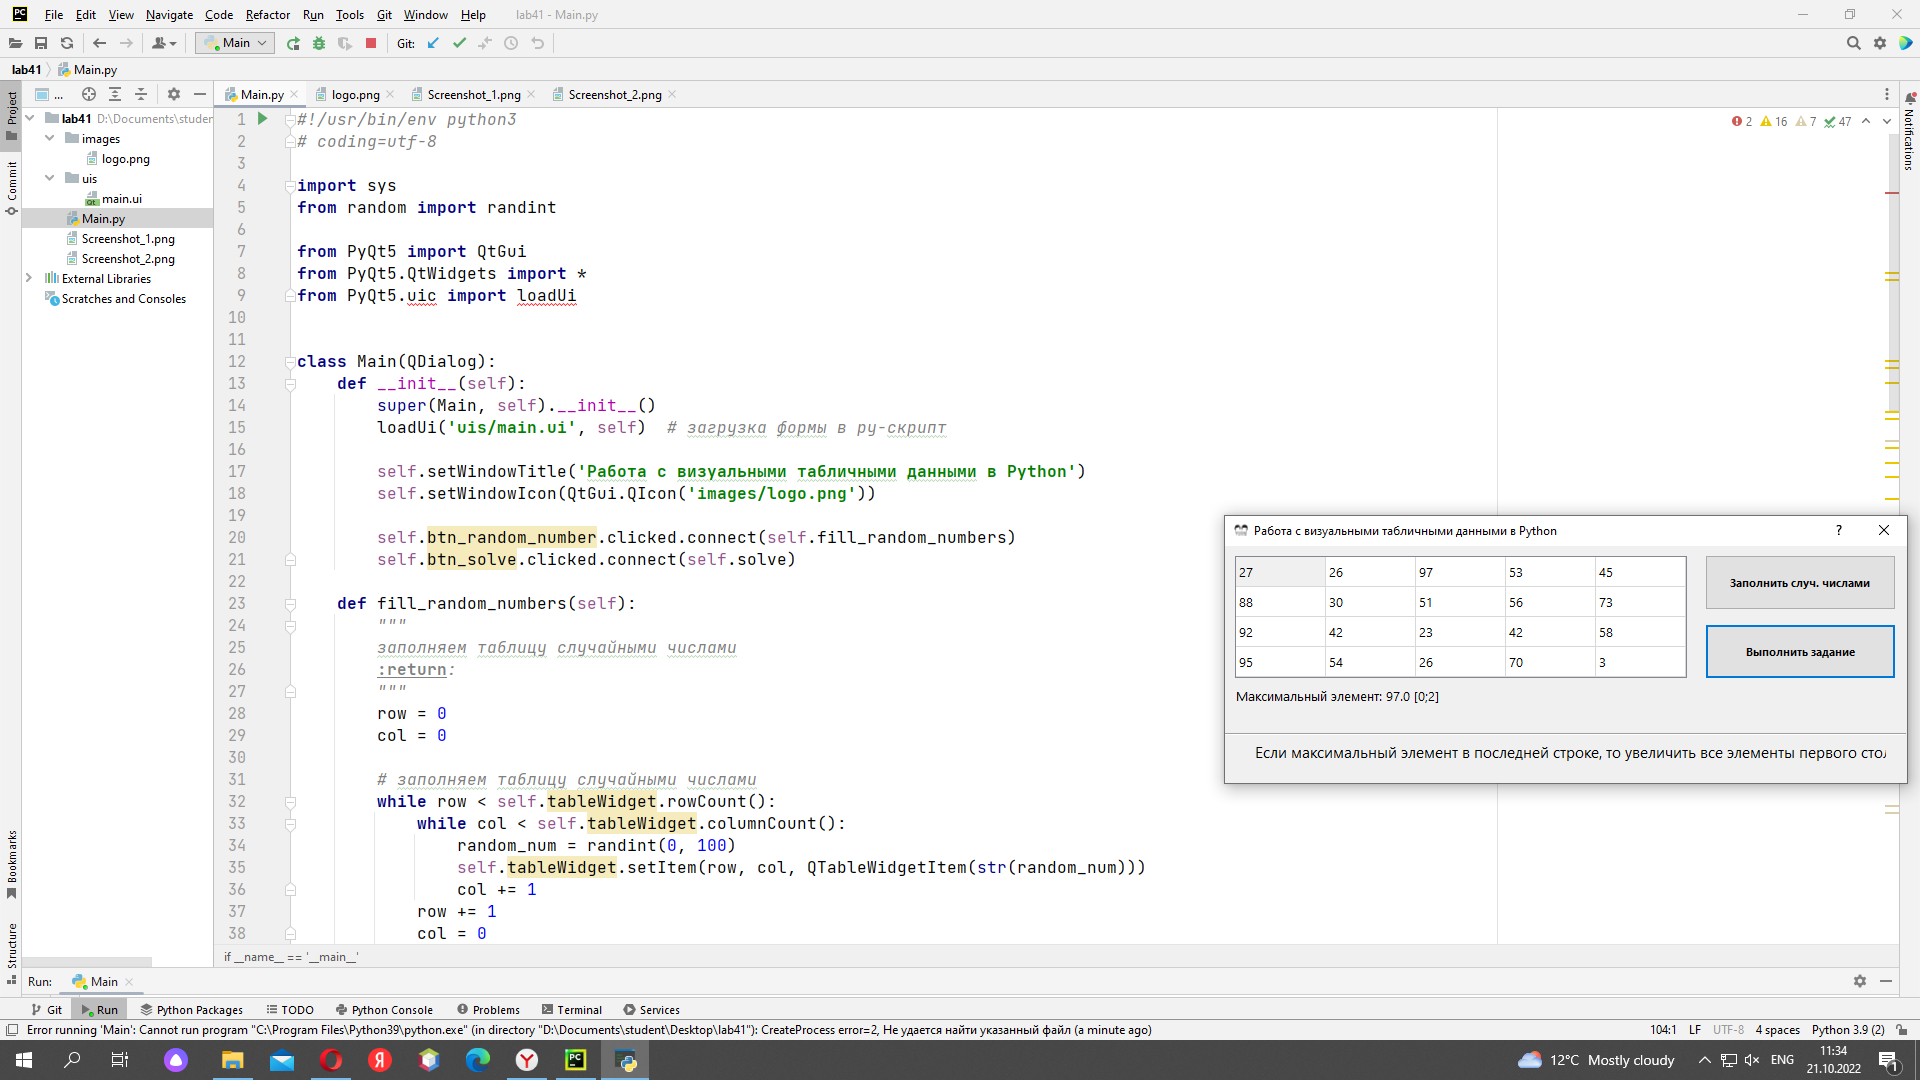 File Edit View Navigate Code Refactor Run Tools Git Window Help lab41 - Main.py
Main Git:
lab41 Main.py
... Main.py logo.png Screenshot_1.png Screenshot_2.png
Project
Commit
Bookmarks
Structure
Notifications
lab41 D:\Documents\studen
images
logo.png
uis
main.ui
Main.py
Screenshot_1.png
Screenshot_2.png
External Libraries
Scratches and Consoles
2 16 7 47
1 #!/usr/bin/env python3
2 # coding=utf-8
3
4 import sys
5 from random import randint
6
7 from PyQt5 import QtGui
8 from PyQt5.QtWidgets import *
9 from PyQt5.uic import loadUi
10
11
12 class Main(QDialog):
13 def __init__(self):
14 super(Main, self).__init__()
15 loadUi('uis/main.ui', self) # загрузка формы в py-скрипт
16
17 self.setWindowTitle('Работа с визуальными табличными данными в Python')
18 self.setWindowIcon(QtGui.QIcon('images/logo.png'))
19
20 self.btn_random_number.clicked.connect(self.fill_random_numbers)
21 self.btn_solve.clicked.connect(self.solve)
22
23 def fill_random_numbers(self):
24 """
25 заполняем таблицу случайными числами
26 :return:
27 """
28 row = 0
29 col = 0
30
31 # заполняем таблицу случайными числами
32 while row < self.tableWidget.rowCount():
33 while col < self.tableWidget.columnCount():
34 random_num = randint(0, 100)
35 self.tableWidget.setItem(row, col, QTableWidgetItem(str(random_num)))
36 col += 1
37 row += 1
38 col = 0
if __name__ == '__main__'
Работа с визуальными табличными данными в Python ?
27 26 97 53 45
88 30 51 56 73
92 42 23 42 58
95 54 26 70 3
Заполнить случ. числами
Выполнить задание
Максимальный элемент: 97.0 [0;2]
Если максимальный элемент в последней строке, то увеличить все элементы первого стол
Run: Main
Git Run Python Packages TODO Python Console Problems Terminal Services
Error running 'Main': Cannot run program "C:\Program Files\Python39\python.exe" (in directory "D:\Documents\student\Desktop\lab41"): CreateProcess error=2, Не удается найти указанный файл (a minute ago) 104:1 LF UTF-8 4 spaces Python 3.9 (2)
12°C Mostly cloudy ENG 11:34
21.10.2022
1